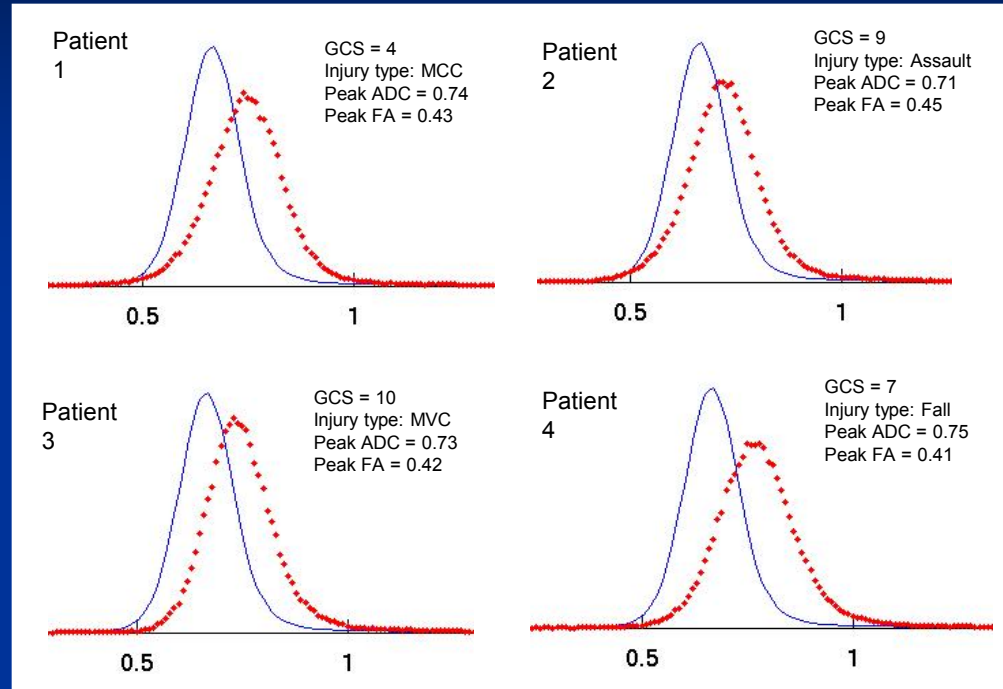 Patient
1
GCS = 4
Injury type: MCC
Peak ADC = 0.74
Peak FA = 0.43
0.5 1
Patient
2
GCS = 9
Injury type: Assault
Peak ADC = 0.71
Peak FA = 0.45
0.5 1
Patient
3
GCS = 10
Injury type: MVC
Peak ADC = 0.73
Peak FA = 0.42
0.5 1
Patient
4
GCS = 7
Injury type: Fall
Peak ADC = 0.75
Peak FA = 0.41
0.5 1